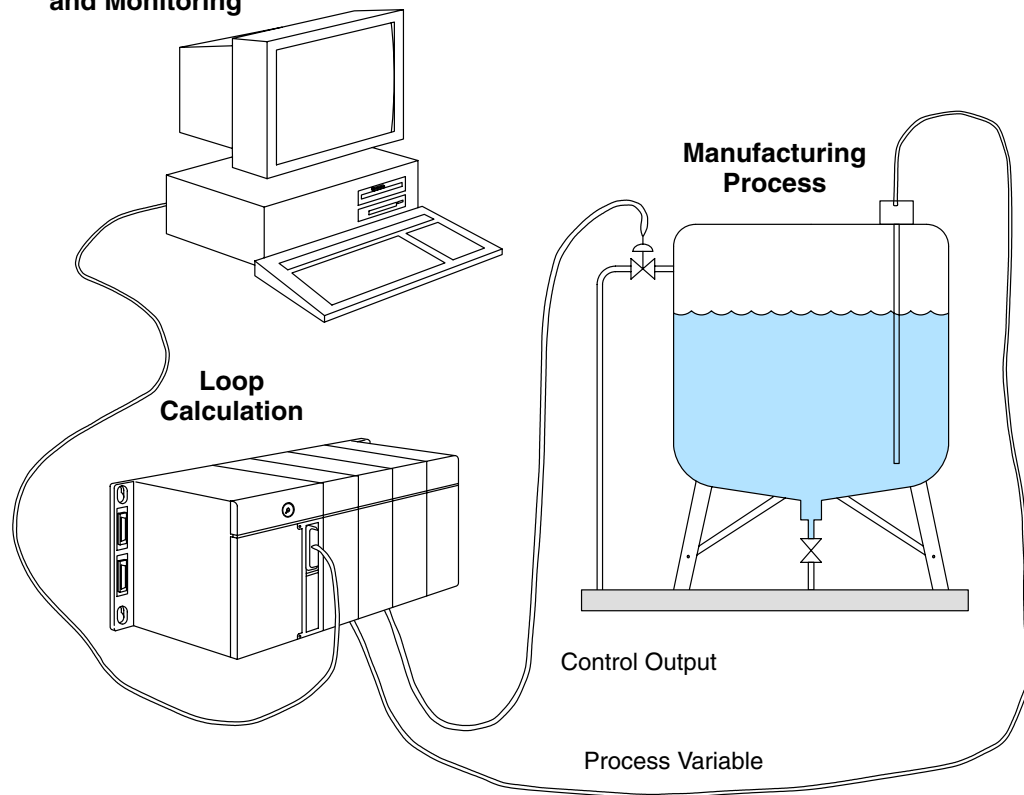 and Monitoring
Manufacturing
Process
Loop
Calculation
Control Output
Process Variable